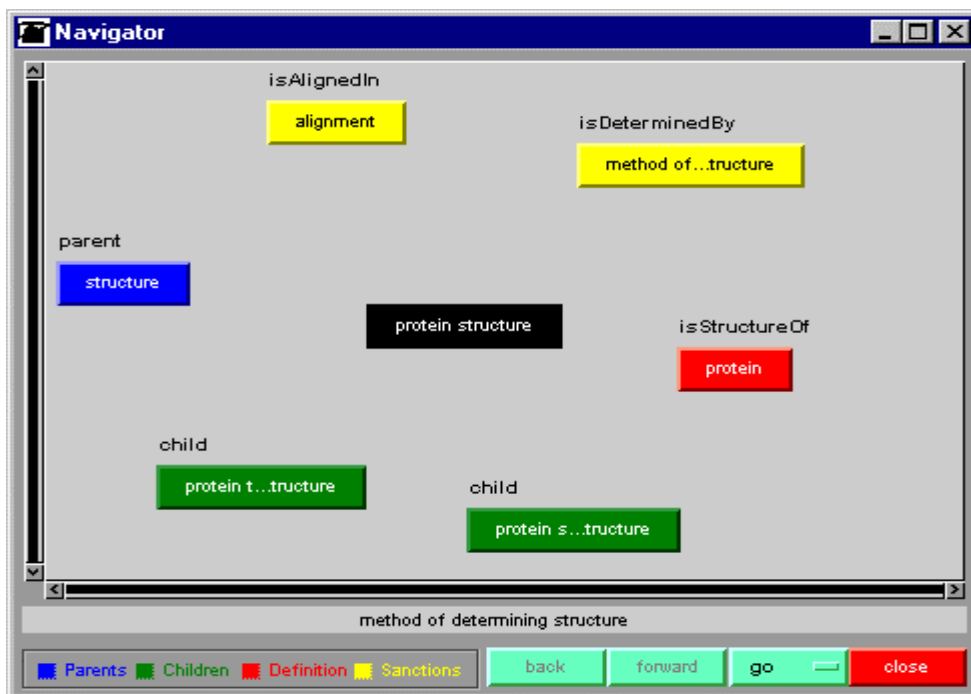 Navigator
isAlignedIn
alignment
isDeterminedBy
method of...tructure
parent
structure
protein structure
isStructureOf
protein
child
protein t...tructure
child
protein s...tructure
method of determining structure
Parents Children Definition Sanctions
back forward go close